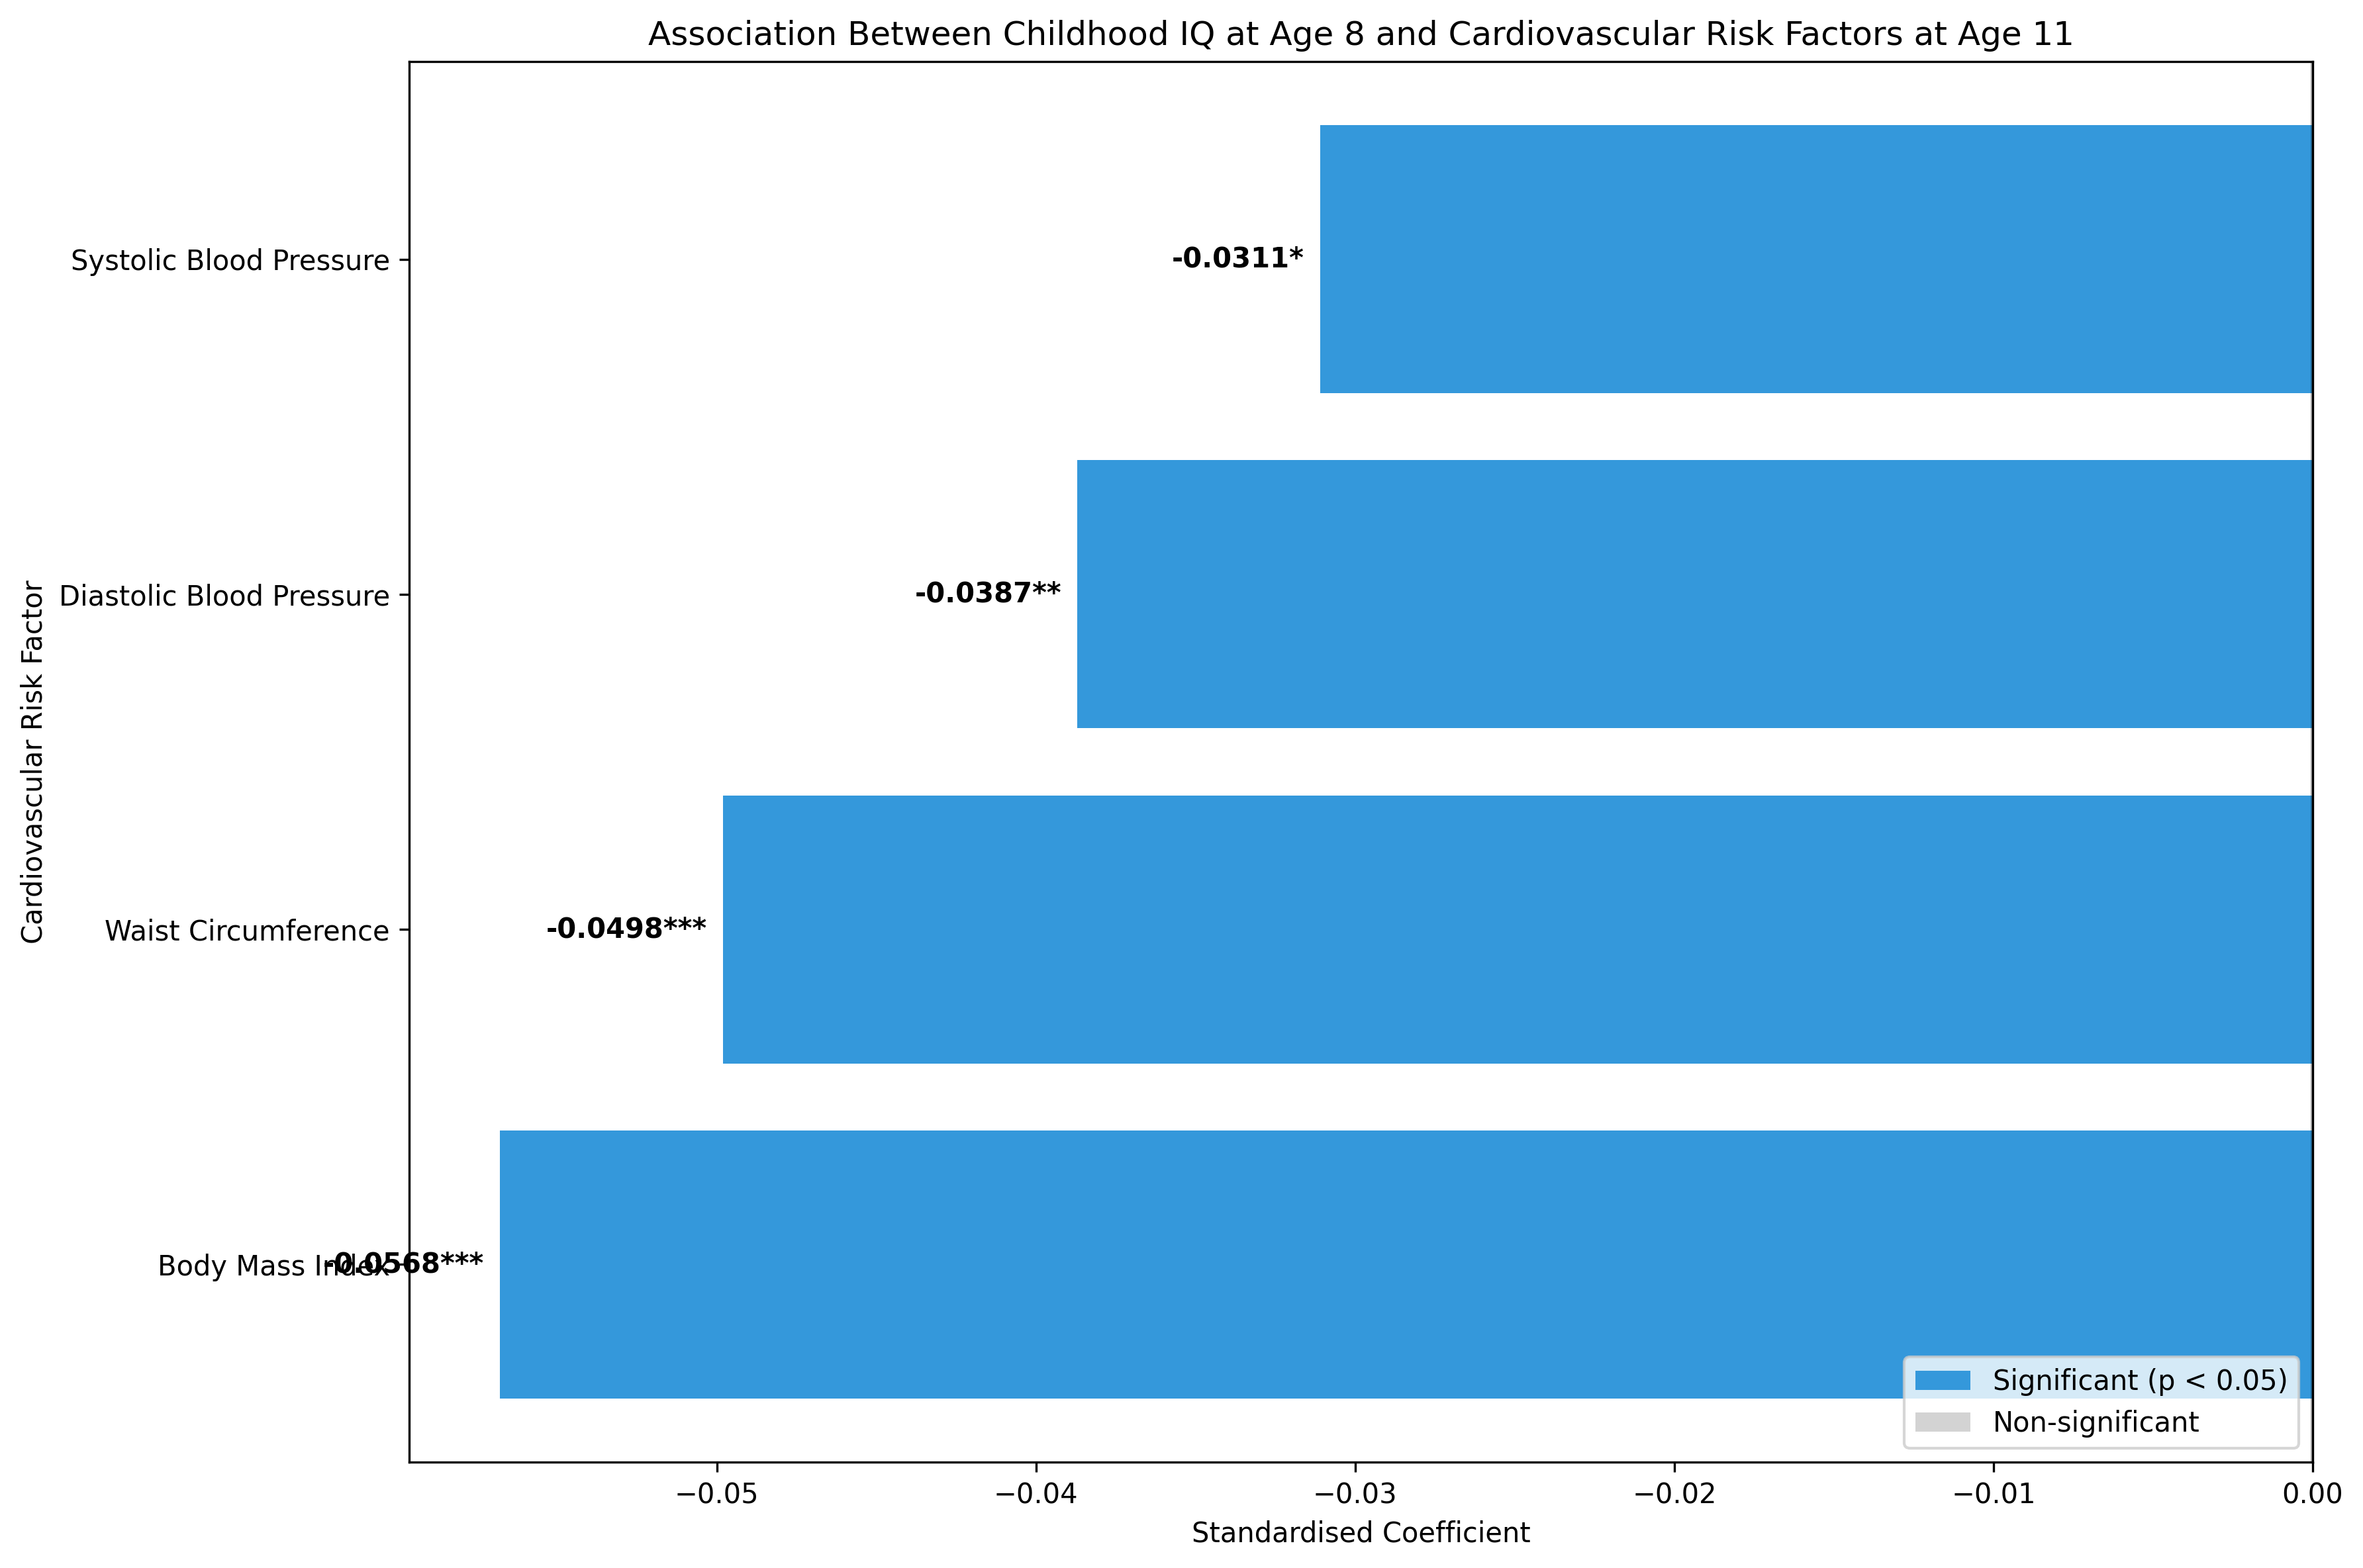 Association Between Childhood IQ at Age 8 and Cardiovascular Risk Factors at Age 11
Cardiovascular Risk Factor
Systolic Blood Pressure
-0.0311*
Diastolic Blood Pressure
-0.0387**
Waist Circumference
-0.0498***
Body Mass Index
-0.0568***
Significant (p < 0.05)
Non-significant
−0.05 −0.04 −0.03 −0.02 −0.01 0.00
Standardised Coefficient